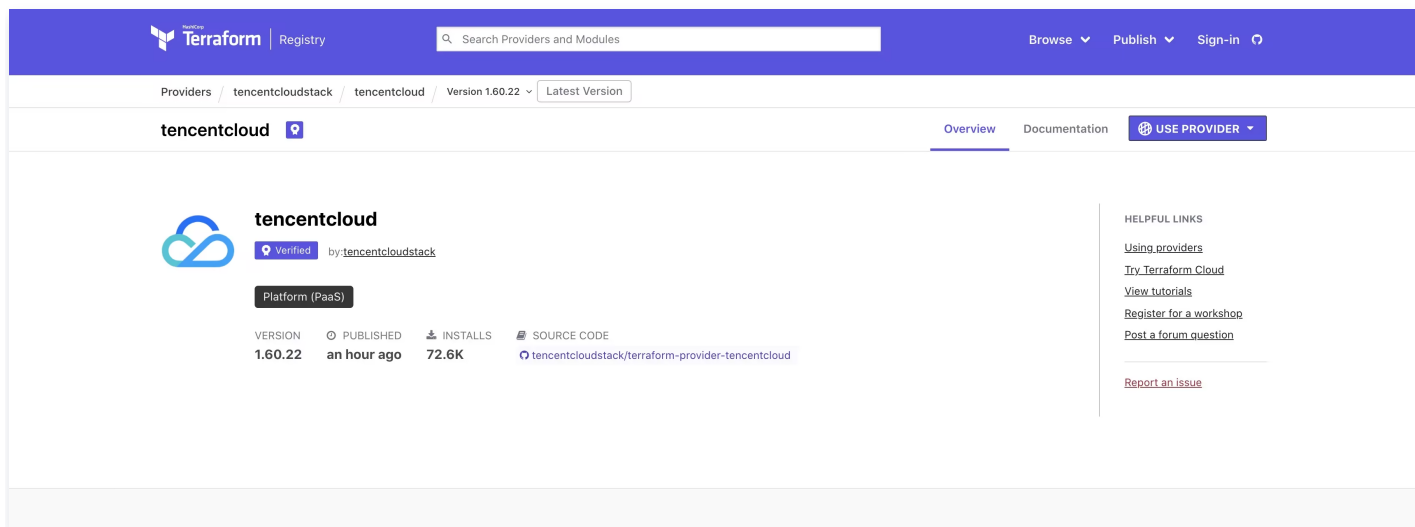 HashiCorp
Terraform Registry Search Providers and Modules Browse Publish Sign-in
Providers / tencentcloudstack / tencentcloud / Version 1.60.22 Latest Version
tencentcloud Overview Documentation USE PROVIDER
tencentcloud
Verified by:tencentcloudstack
Platform (PaaS)
VERSION PUBLISHED INSTALLS SOURCE CODE
1.60.22 an hour ago 72.6K tencentcloudstack/terraform-provider-tencentcloud
HELPFUL LINKS
Using providers
Try Terraform Cloud
View tutorials
Register for a workshop
Post a forum question
Report an issue